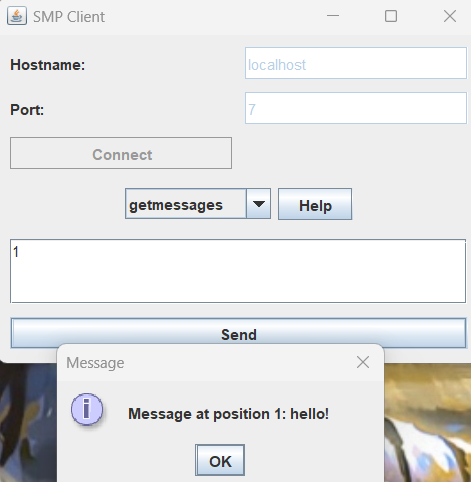 SMP Client
Hostname: localhost
Port: 7
Connect
getmessages Help
1
Send
Message
Message at position 1: hello!
OK